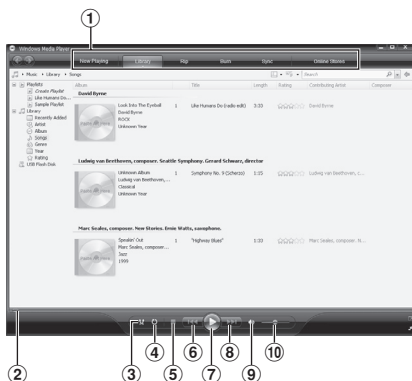 1
Windows Media Player
Now Playing Library Rip Burn Sync Online Stores
Music Library Songs Search
Playlists
Create Playlist
Like Humans Do...
Sample Playlist
Library
Recently Added
Artist
Album
Songs
Genre
Year
Rating
USB Flash Disk
Album Title Length Rating Contributing Artist Composer
David Byrne
Look Into The Eyeball 1 Like Humans Do (radio edit) 3:33 David Byrne
David Byrne
ROCK
Unknown Year
Ludwig van Beethoven, composer. Seattle Symphony. Gerard Schwarz, director
Unknown Album 1 Symphony No. 9 (Scherzo) 1:15 Ludwig van Beethoven, c...
Ludwig van Beethoven,...
Classical
Unknown Year
Marc Seales, composer. New Stories. Ernie Watts, saxophone.
Speakin' Out 1 "Highway Blues" 1:33 Marc Seales, composer. N...
Marc Seales, composer...
Jazz
1999
2 3 4 5 6 7 8 9 10